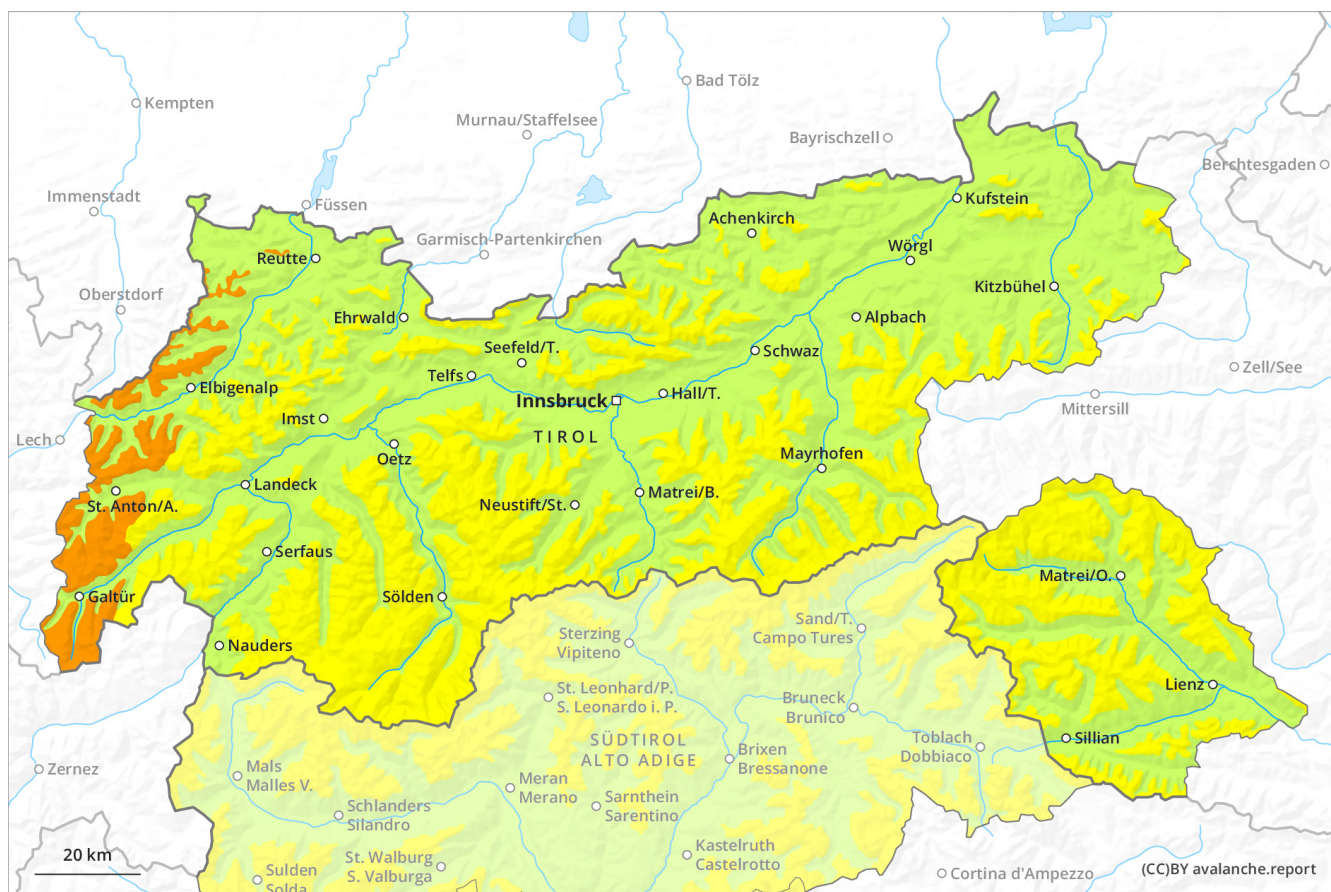 Bad Tölz
Kempten
Murnau/Staffelsee
Bayrischzell
Berchtesgaden
Immenstadt
Füssen
Kufstein
Achenkirch
Garmisch-Partenkirchen
Wörgl
Reutte
Oberstdorf
Kitzbühel
Ehrwald
Alpbach
Seefeld/T.
Schwaz
Zell/See
Telfs
Elbigenalp
Hall/T.
Innsbruck
Mittersill
Imst
Lech
TIROL
Oetz
Mayrhofen
Landeck
Matrei/B.
St. Anton/A.
Neustift/St.
Serfaus
Matrei/O.
Galtür
Sölden
Sand/T.
Campo Tures
Sterzing
Vipiteno
Nauders
Lienz
St. Leonhard/P.
S. Leonardo i. P.
Bruneck
Brunico
Sillian
SÜDTIROL
ALTO ADIGE
Toblach
Dobbiaco
Brixen
Bressanone
Zernez
Mals
Malles V.
Meran
Merano
Sarnthein
Sarentino
Schlanders
Silandro
Kastelruth
Castelrotto
20 km
St. Walburg
S. Valburga
Sulden
Solda
Cortina d'Ampezzo
(CC)BY avalanche.report